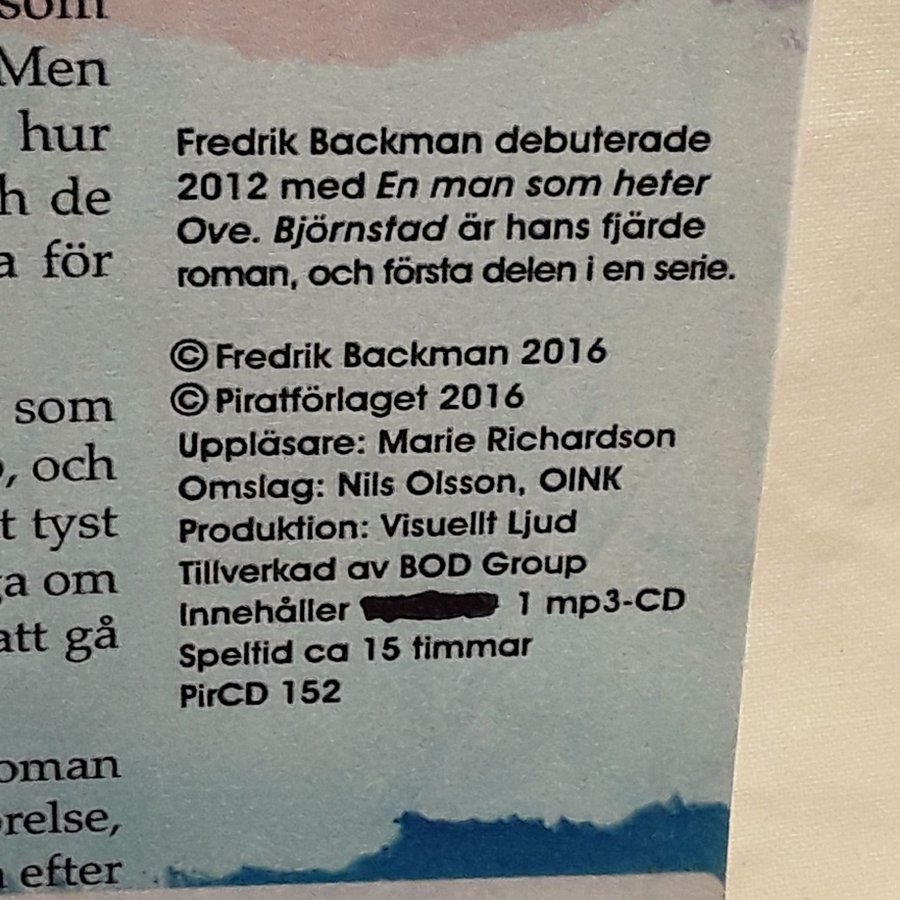 som
Men
hur
de
för
som
och
tyst
om
att gå
efter
Fredrik Backman debuterade
2012 med En man som heter
Ove. Björnstad är hans fjärde
roman, och första delen i en serie.
© Fredrik Backman 2016
© Piratförlaget 2016
Uppläsare: Marie Richardson
Omslag: Nils Olsson, OINK
Produktion: Visuellt Ljud
Tillverkad av BOD Group
Innehåller 1 mp3-CD
Speltid ca 15 timmar
PirCD 152